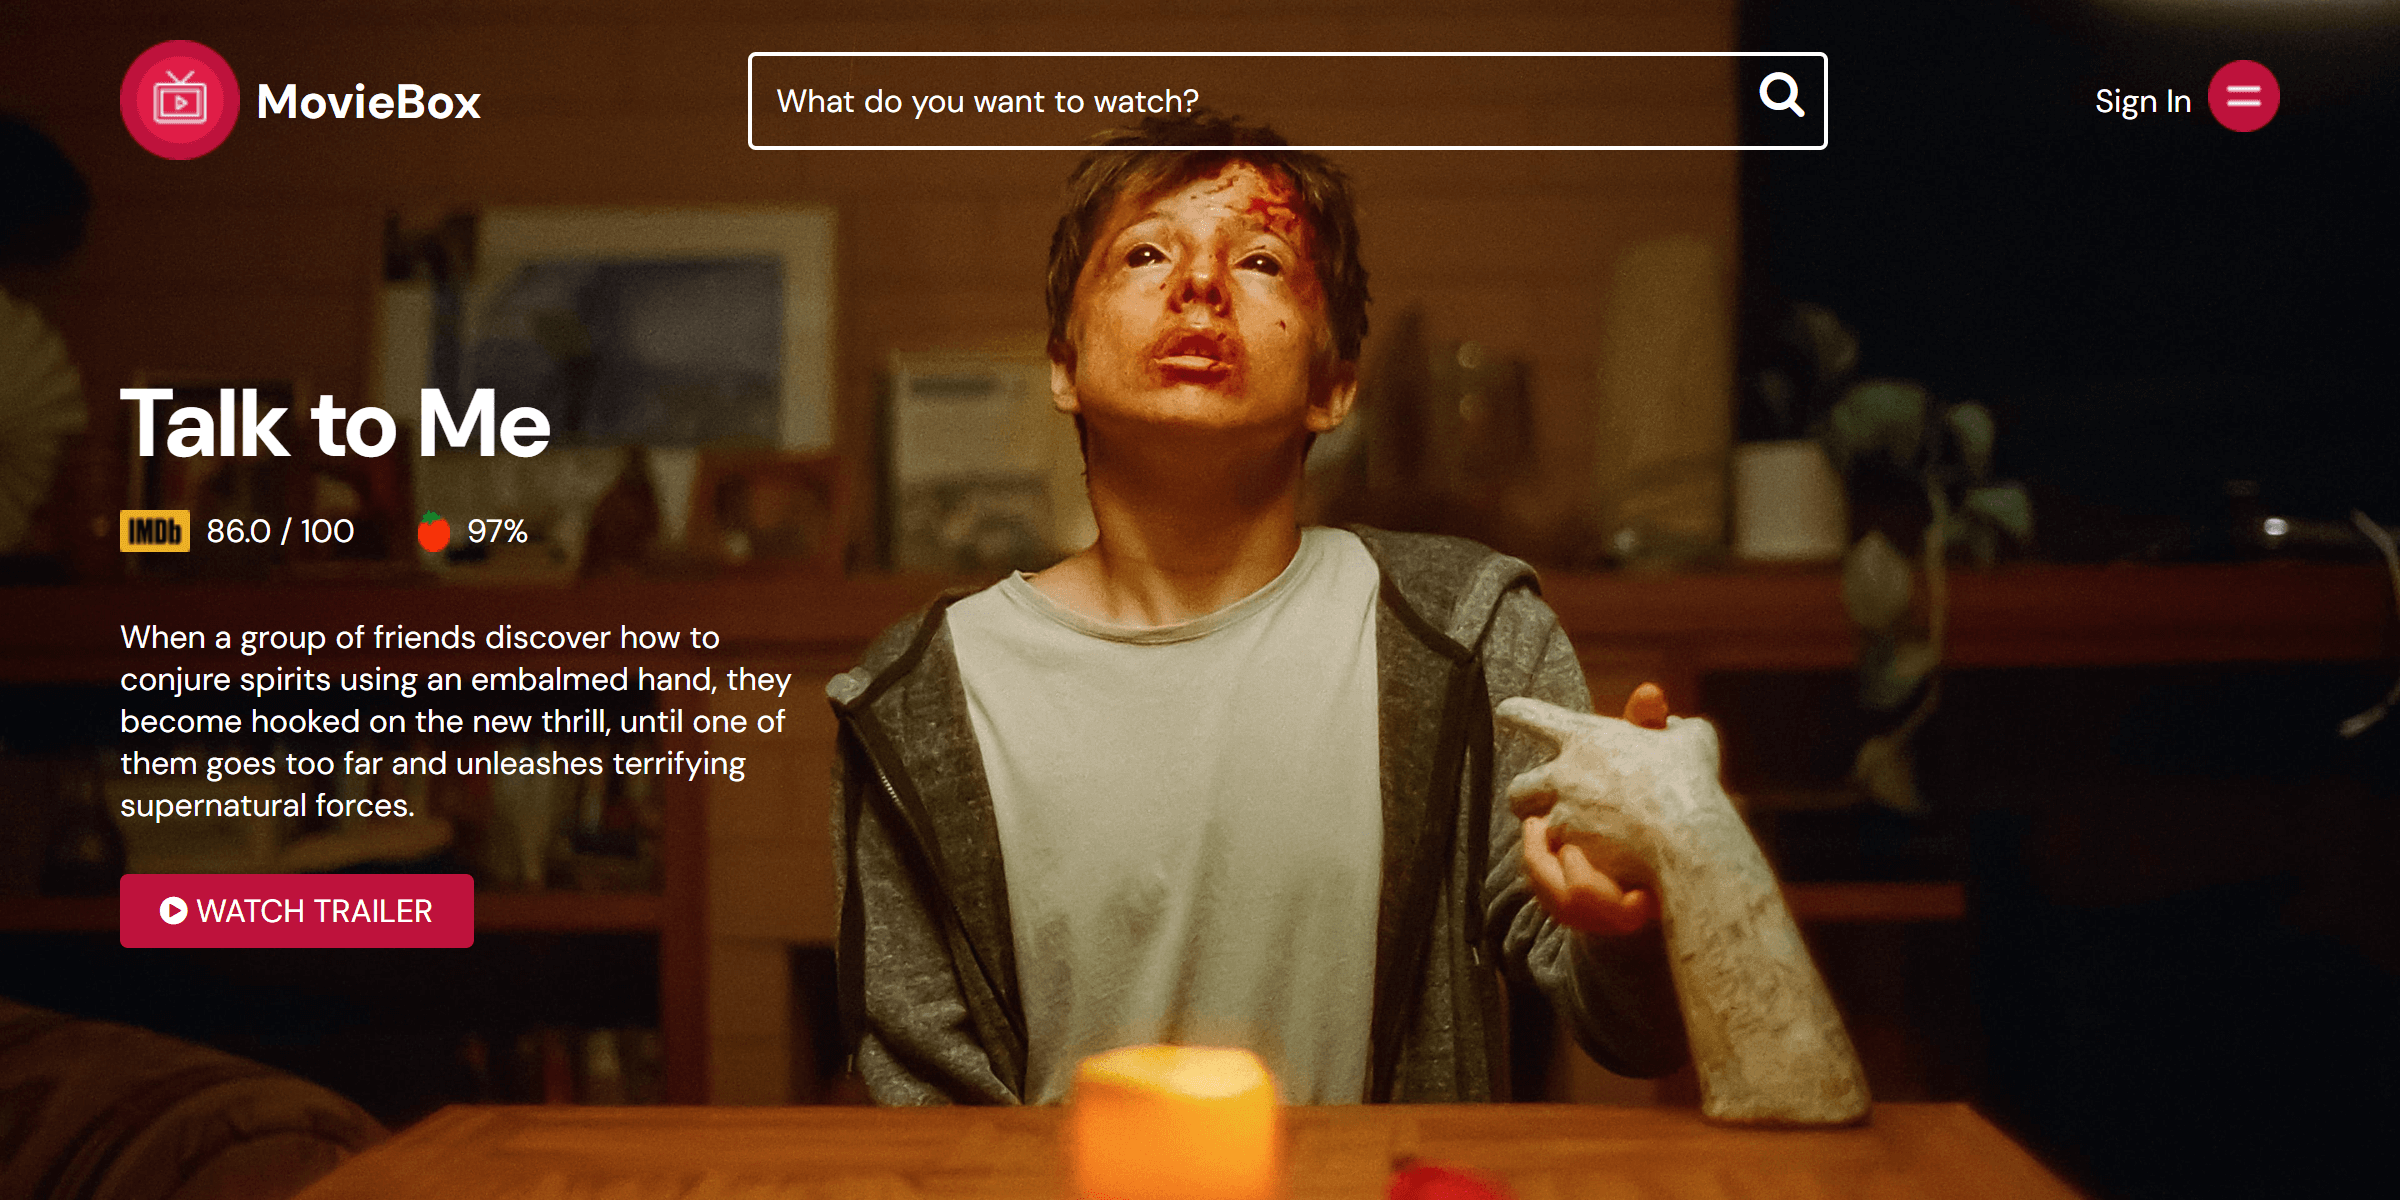 MovieBox
What do you want to watch?
Sign In
Talk to Me
IMDb 86.0 / 100 97%
When a group of friends discover how to
conjure spirits using an embalmed hand, they
become hooked on the new thrill, until one of
them goes too far and unleashes terrifying
supernatural forces.
WATCH TRAILER